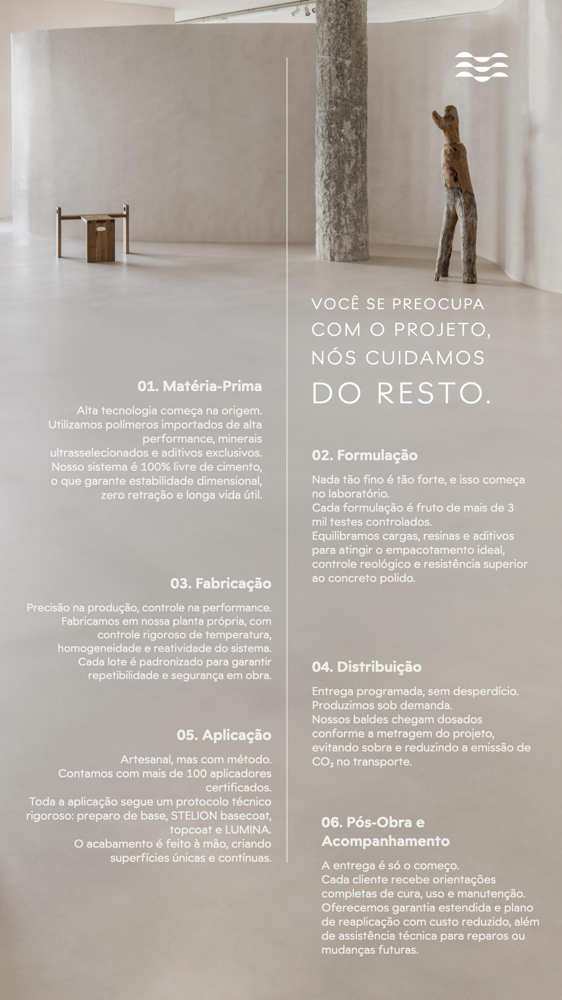 VOCÊ SE PREOCUPA
COM O PROJETO,
NÓS CUIDAMOS
DO RESTO.
01. Matéria-Prima
Alta tecnologia começa na origem.
Utilizamos polímeros importados de alta
performance, minerais
ultrasselecionados e aditivos exclusivos.
Nosso sistema é 100% livre de cimento,
o que garante estabilidade dimensional,
zero retração e longa vida útil.
02. Formulação
Nada tão fino é tão forte, e isso começa
no laboratório.
Cada formulação é fruto de mais de 3
mil testes controlados.
Equilibramos cargas, resinas e aditivos
para atingir o empacotamento ideal,
controle reológico e resistência superior
ao concreto polido.
03. Fabricação
Precisão na produção, controle na performance.
Fabricamos em nossa planta própria, com
controle rigoroso de temperatura,
homogeneidade e reatividade do sistema.
Cada lote é padronizado para garantir
repetibilidade e segurança em obra.
04. Distribuição
Entrega programada, sem desperdício.
Produzimos sob demanda.
Nossos baldes chegam dosados
conforme a metragem do projeto,
evitando sobra e reduzindo a emissão de
CO₂ no transporte.
05. Aplicação
Artesanal, mas com método.
Contamos com mais de 100 aplicadores
certificados.
Toda a aplicação segue um protocolo técnico
rigoroso: preparo de base, STELION basecoat,
topcoat e LUMINA.
O acabamento é feito à mão, criando
superfícies únicas e contínuas.
06. Pós-Obra e
Acompanhamento
A entrega é só o começo.
Cada cliente recebe orientações
completas de cura, uso e manutenção.
Oferecemos garantia estendida e plano
de reaplicação com custo reduzido, além
de assistência técnica para reparos ou
mudanças futuras.